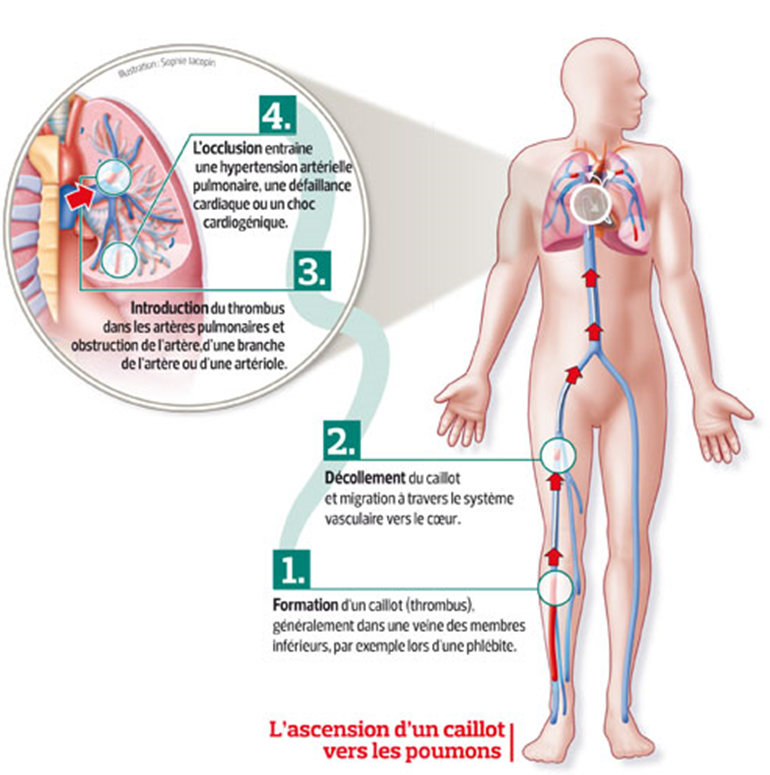 Illustration : Sophie Jacopin
4.
L'occlusion entraine
une hypertension artérielle
pulmonaire, une défaillance
cardiaque ou un choc
cardiogénique.
3.
Introduction du thrombus
dans les artères pulmonaires et
obstruction de l'artère,d'une branche
de l'artère ou d'une artériole.
2.
Décollement du caillot
et migration à travers le système
vasculaire vers le cœur.
1.
Formation d'un caillot (thrombus),
généralement dans une veine des membres
inférieurs, par exemple lors d'une phlébite.
L'ascension d'un caillot
vers les poumons